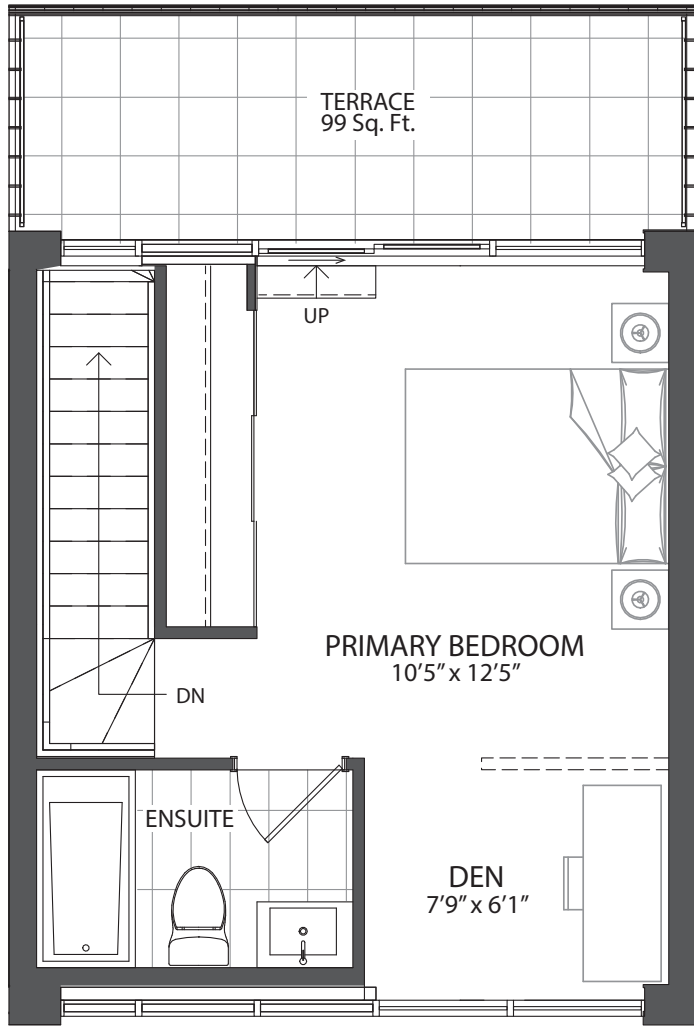 TERRACE
99 Sq. Ft.
UP
PRIMARY BEDROOM
10'5" x 12'5"
DN
ENSUITE
DEN
7'9" x 6'1"